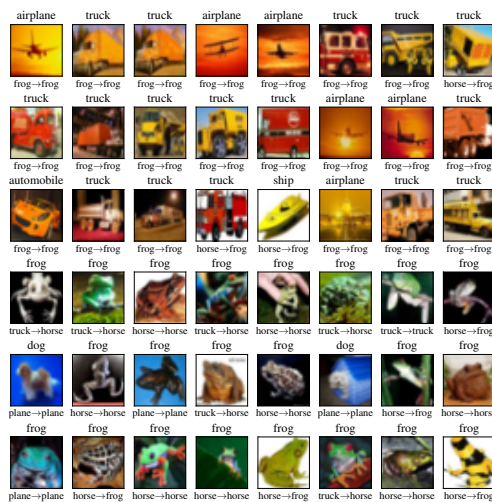 airplane truck truck airplane airplane truck truck truck
frog→frog frog→frog frog→frog frog→frog frog→frog frog→frog frog→frog horse→frog
truck truck truck truck truck airplane airplane truck
frog→frog frog→frog frog→frog frog→frog frog→frog frog→frog frog→frog frog→frog
automobile truck truck truck ship airplane truck truck
frog→frog frog→frog frog→frog horse→frog horse→frog frog→frog frog→frog frog→frog
frog frog frog frog frog frog frog frog
truck→horse truck→horse horse→horse truck→horse horse→horse truck→horse truck→truck horse→frog
dog frog frog frog frog dog frog frog
plane→plane horse→horse plane→plane truck→horse horse→horse plane→plane horse→frog horse→horse
frog frog frog frog frog frog frog frog
plane→plane horse→frog horse→horse horse→horse horse→frog truck→horse horse→horse horse→frog